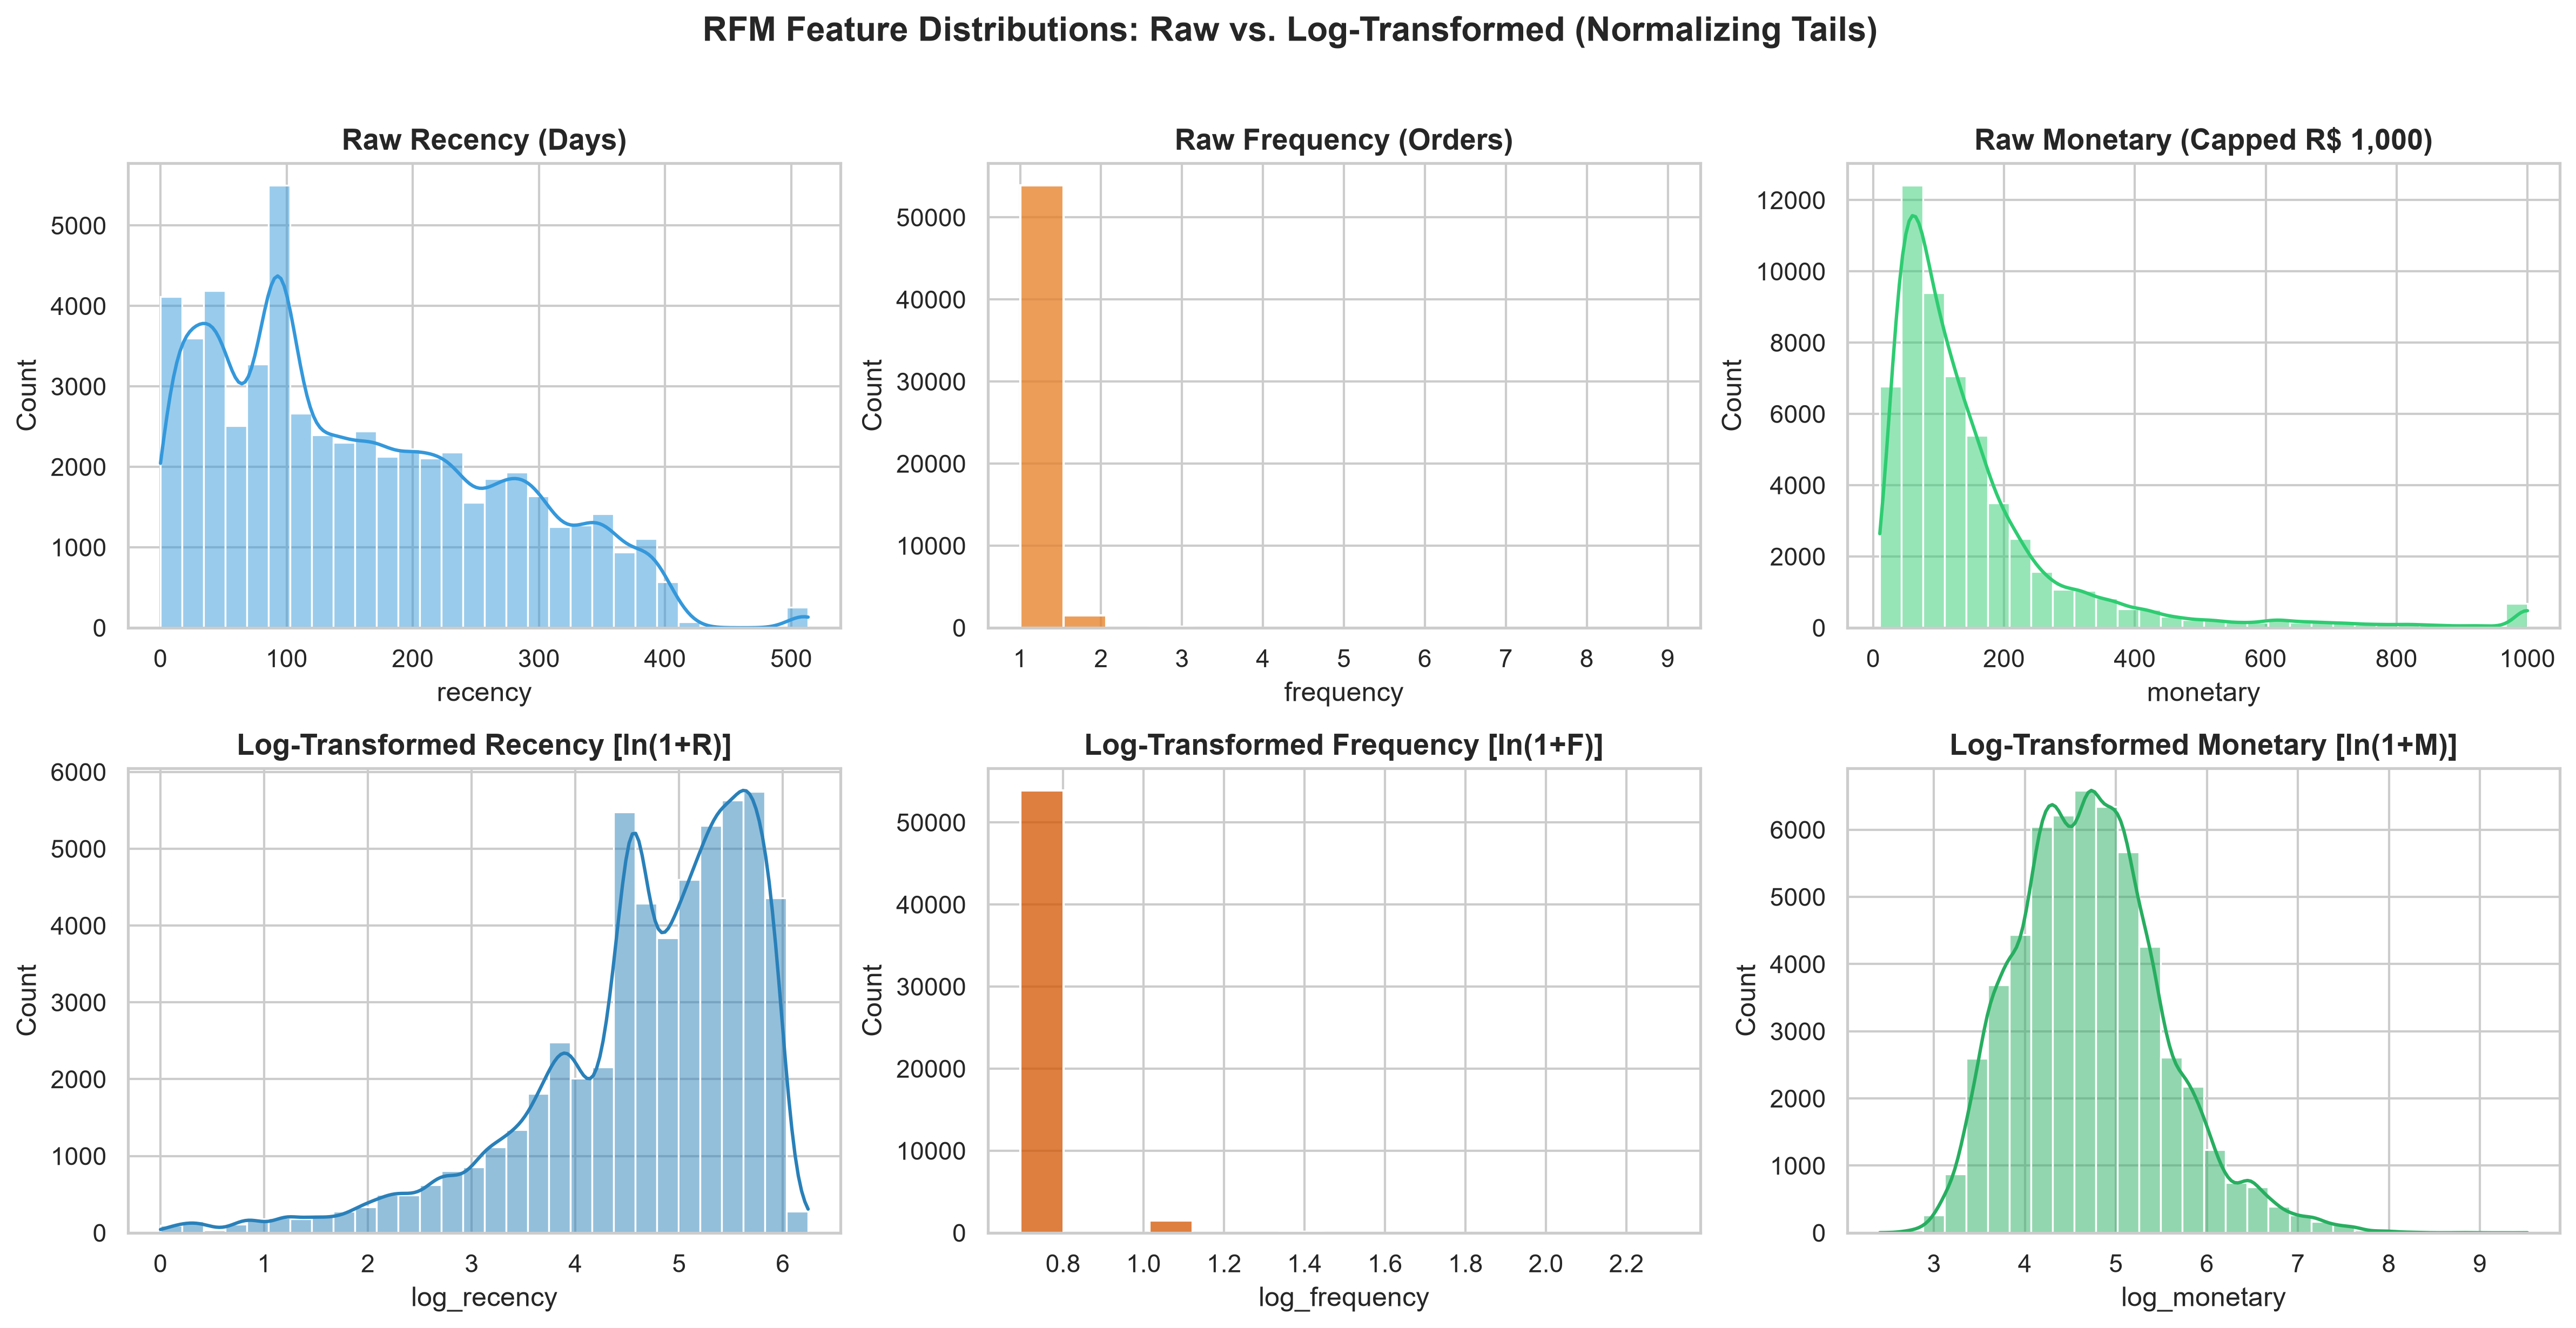 RFM Feature Distributions: Raw vs. Log-Transformed (Normalizing Tails)
Raw Recency (Days)
Count
5000
4000
3000
2000
1000
0
0 100 200 300 400 500
recency
Raw Frequency (Orders)
Count
50000
40000
30000
20000
10000
0
1 2 3 4 5 6 7 8 9
frequency
Raw Monetary (Capped R$ 1,000)
Count
12000
10000
8000
6000
4000
2000
0
0 200 400 600 800 1000
monetary
Log-Transformed Recency [ln(1+R)]
Count
6000
5000
4000
3000
2000
1000
0
0 1 2 3 4 5 6
log_recency
Log-Transformed Frequency [ln(1+F)]
Count
50000
40000
30000
20000
10000
0
0.8 1.0 1.2 1.4 1.6 1.8 2.0 2.2
log_frequency
Log-Transformed Monetary [ln(1+M)]
Count
6000
5000
4000
3000
2000
1000
0
3 4 5 6 7 8 9
log_monetary